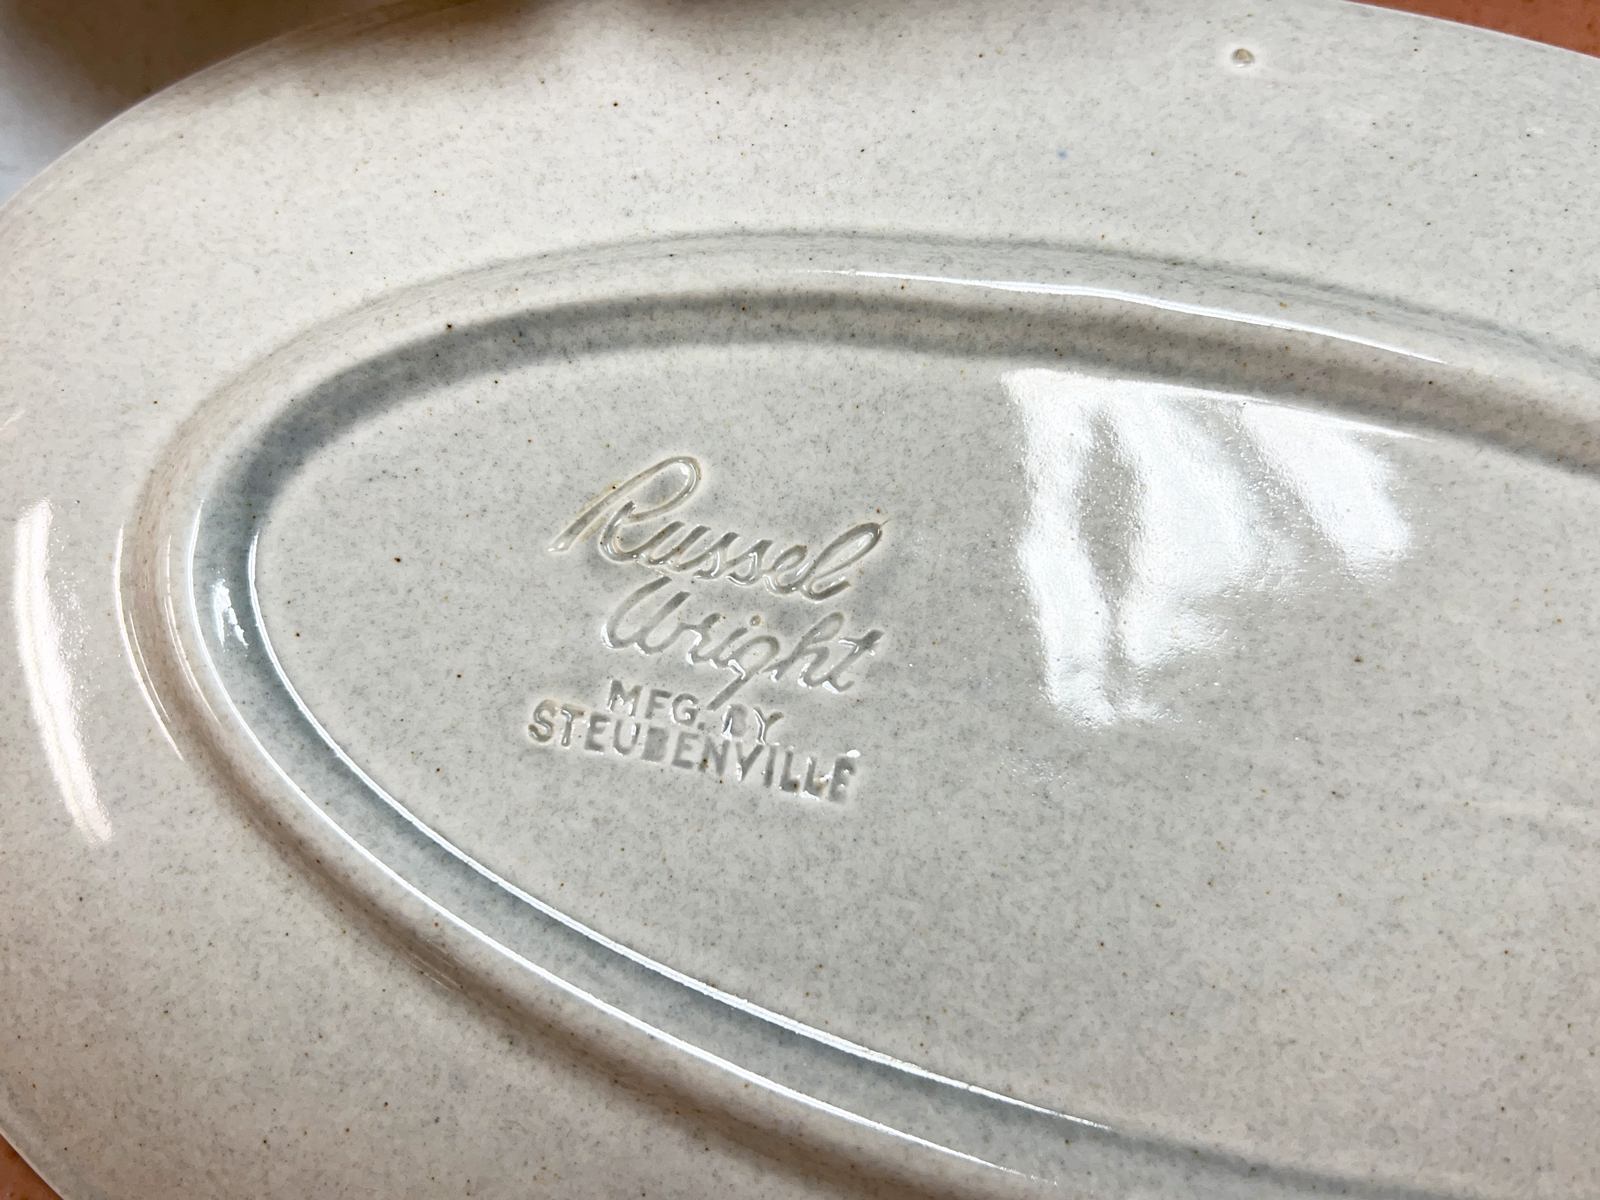 Russel
Wright
MFG. BY
STEUBENVILLE